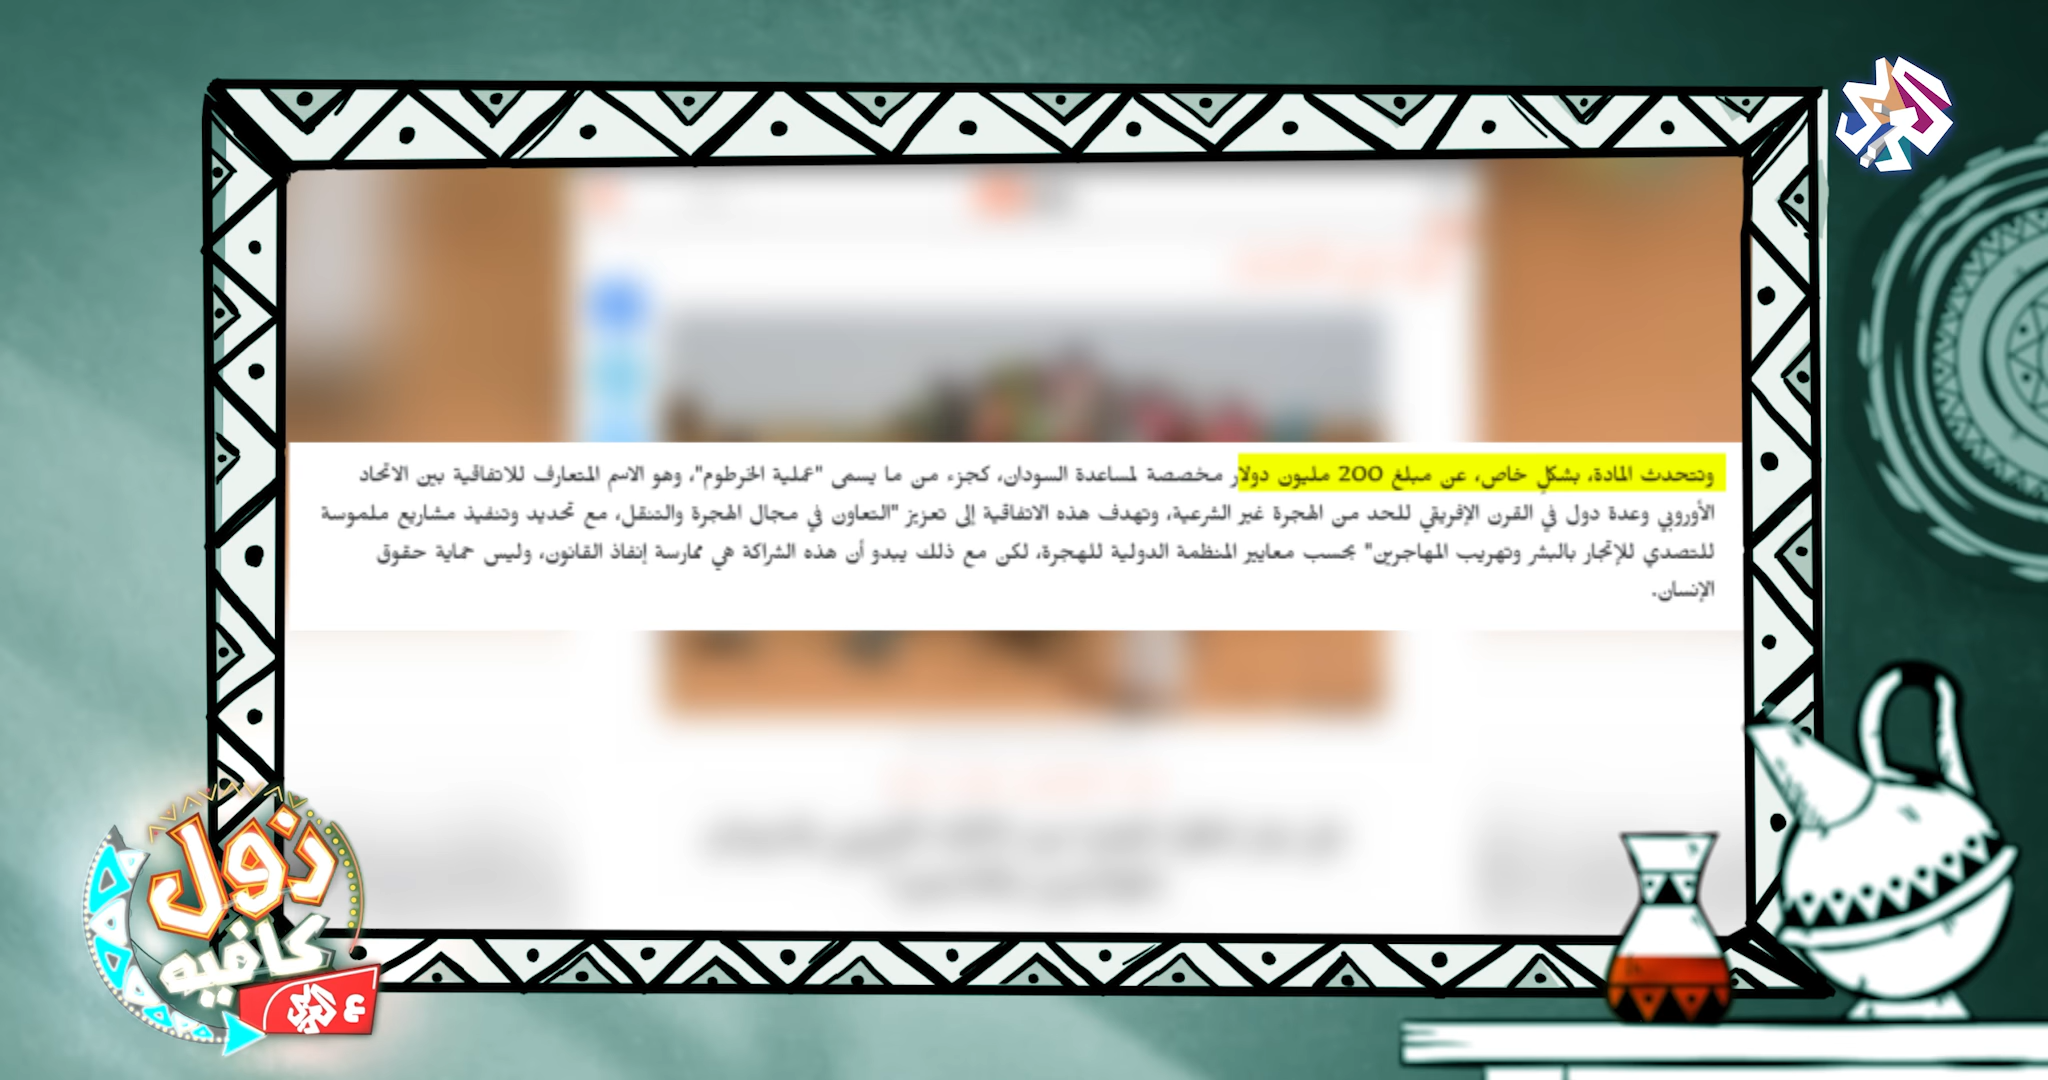 وتتحدث المادة، بشكلٍ خاص، عن مبلغ 200 مليون دولار مخصصة لمساعدة السودان، كجزء من ما يسمى "عملية الخرطوم"، وهو الاسم المتعارف للاتفاقية بين الاتحاد
الأوروبي وعدة دول في القرن الإفريقي للحد من الهجرة غير الشرعية، وتهدف هذه الاتفاقية إلى تعزيز "التعاون في مجال الهجرة والتنقل، مع تحديد وتنفيذ مشاريع ملموسة
للتصدي للإتجار بالبشر وتهريب المهاجرين" بحسب معايير المنظمة الدولية للهجرة، لكن مع ذلك يبدو أن هذه الشراكة هي ممارسة إنفاذ القانون، وليس حماية حقوق
الإنسان.
زول
كافيه